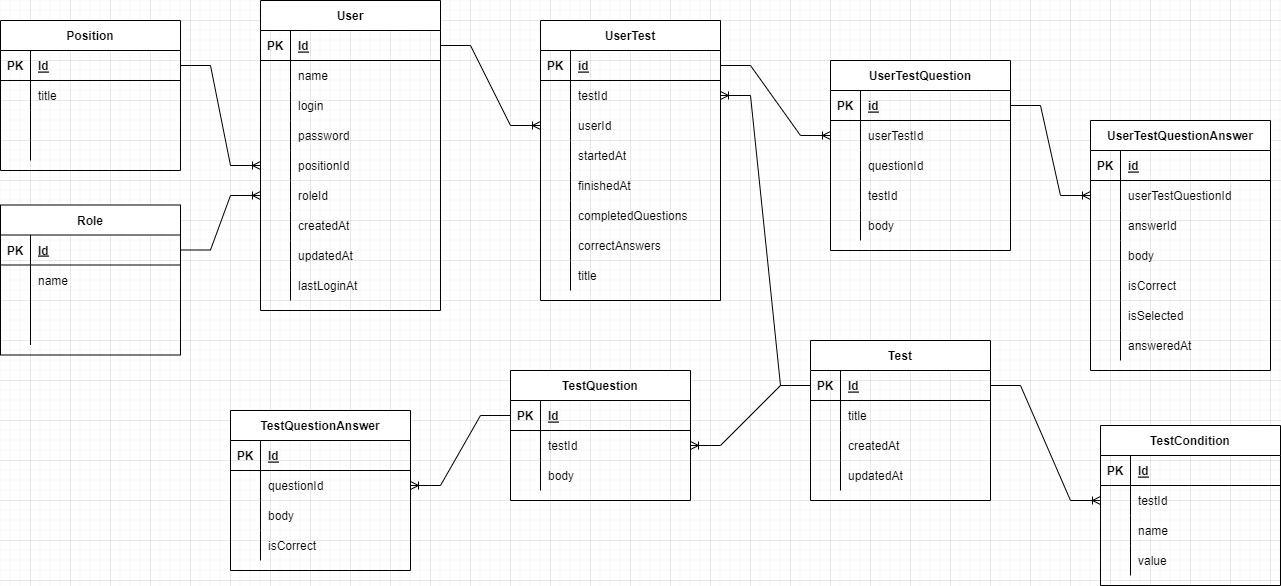 Position
PK Id
title
User
PK Id
name
login
password
positionId
roleId
createdAt
updatedAt
lastLoginAt
Role
PK Id
name
UserTest
PK id
testId
userId
startedAt
finishedAt
completedQuestions
correctAnswers
title
UserTestQuestion
PK id
userTestId
questionId
testId
body
UserTestQuestionAnswer
PK id
userTestQuestionId
answerId
body
isCorrect
isSelected
answeredAt
TestQuestionAnswer
PK Id
questionId
body
isCorrect
TestQuestion
PK Id
testId
body
Test
PK Id
title
createdAt
updatedAt
TestCondition
PK Id
testId
name
value